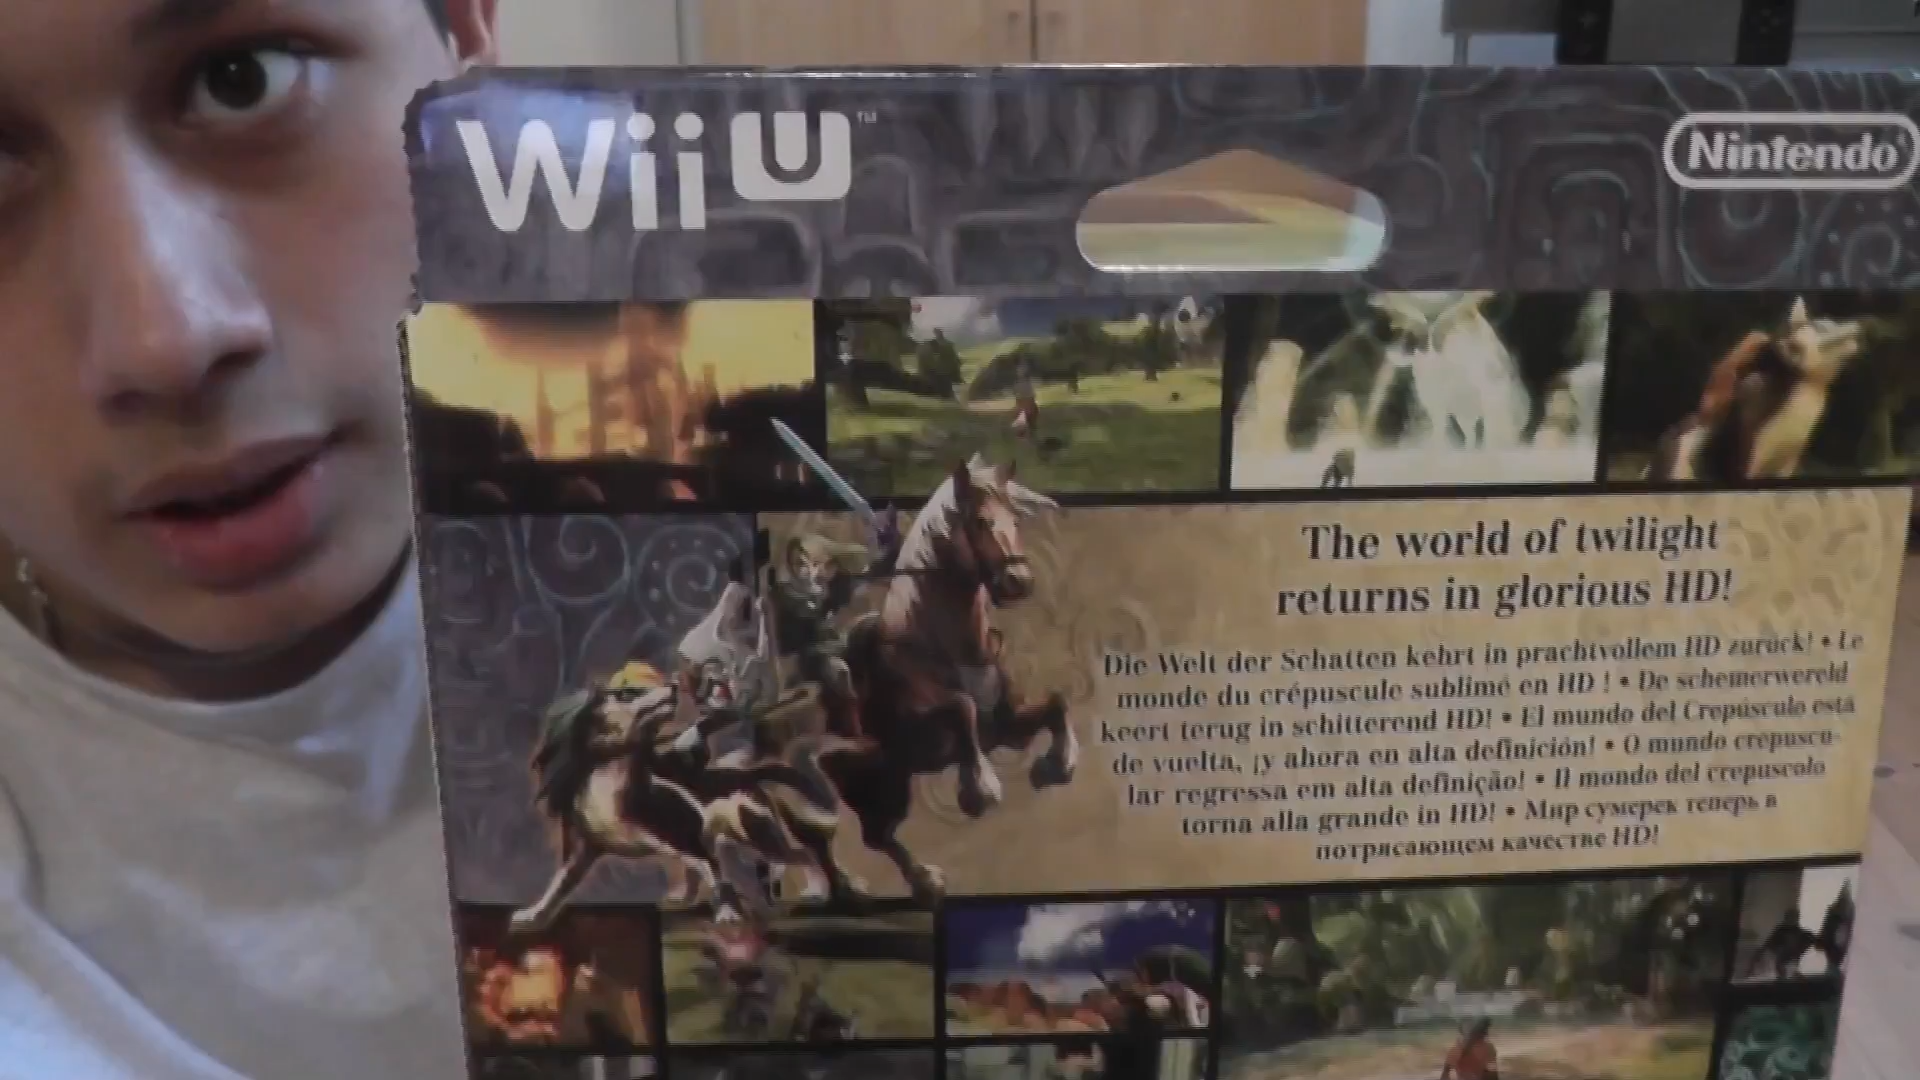 Wii U™
Nintendo
The world of twilight
returns in glorious HD!
Die Welt der Schatten kehrt in prachtvollem HD zurück! • Le
monde du crépuscule sublimé en HD ! • De schemerwereld
keert terug in schitterend HD! • El mundo del Crepúsculo está
de vuelta, ¡y ahora en alta definición! • O mundo crepuscu-
lar regressa em alta definição! • Il mondo del crepuscolo
torna alla grande in HD! • Мир сумерек теперь в
потрясающем качестве HD!